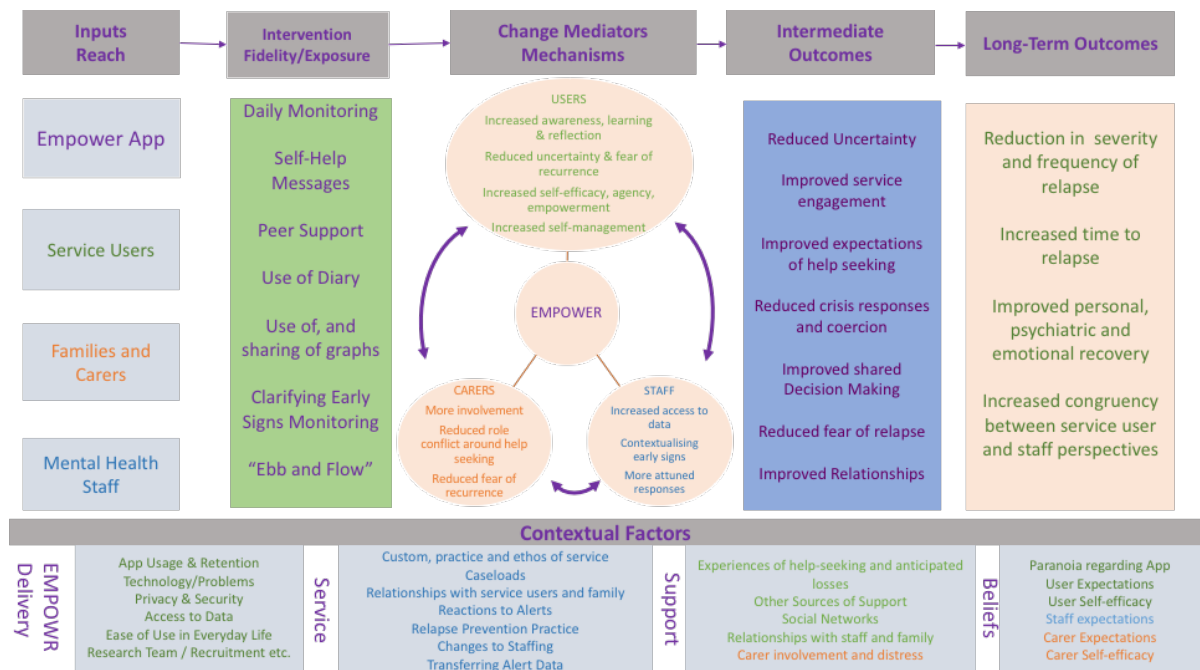 Inputs
Reach
Intervention
Fidelity/Exposure
Change Mediators
Mechanisms
Intermediate
Outcomes
Long-Term Outcomes
Empower App
Service Users
Families and
Carers
Mental Health
Staff
Daily Monitoring
Self-Help
Messages
Peer Support
Use of Diary
Use of, and
sharing of graphs
Clarifying Early
Signs Monitoring
“Ebb and Flow”
USERS
Increased awareness, learning
& reflection
Reduced uncertainty & fear of
recurrence
Increased self-efficacy, agency,
empowerment
Increased self-management
EMPOWER
CARERS
More involvement
Reduced role
conflict around help
seeking
Reduced fear of
recurrence
STAFF
Increased access to
data
Contextualising
early signs
More attuned
responses
Reduced Uncertainty
Improved service
engagement
Improved expectations
of help seeking
Reduced crisis responses
and coercion
Improved shared
Decision Making
Reduced fear of relapse
Improved Relationships
Reduction in severity
and frequency of
relapse
Increased time to
relapse
Improved personal,
psychiatric and
emotional recovery
Increased congruency
between service user
and staff perspectives
Contextual Factors
EMPOWR
Delivery
App Usage & Retention
Technology/Problems
Privacy & Security
Access to Data
Ease of Use in Everyday Life
Research Team / Recruitment etc.
Service
Custom, practice and ethos of service
Caseloads
Relationships with service users and family
Reactions to Alerts
Relapse Prevention Practice
Changes to Staffing
Transferring Alert Data
Support
Experiences of help-seeking and anticipated
losses
Other Sources of Support
Social Networks
Relationships with staff and family
Carer involvement and distress
Beliefs
Paranoia regarding App
User Expectations
User Self-efficacy
Staff expectations
Carer Expectations
Carer Self-efficacy